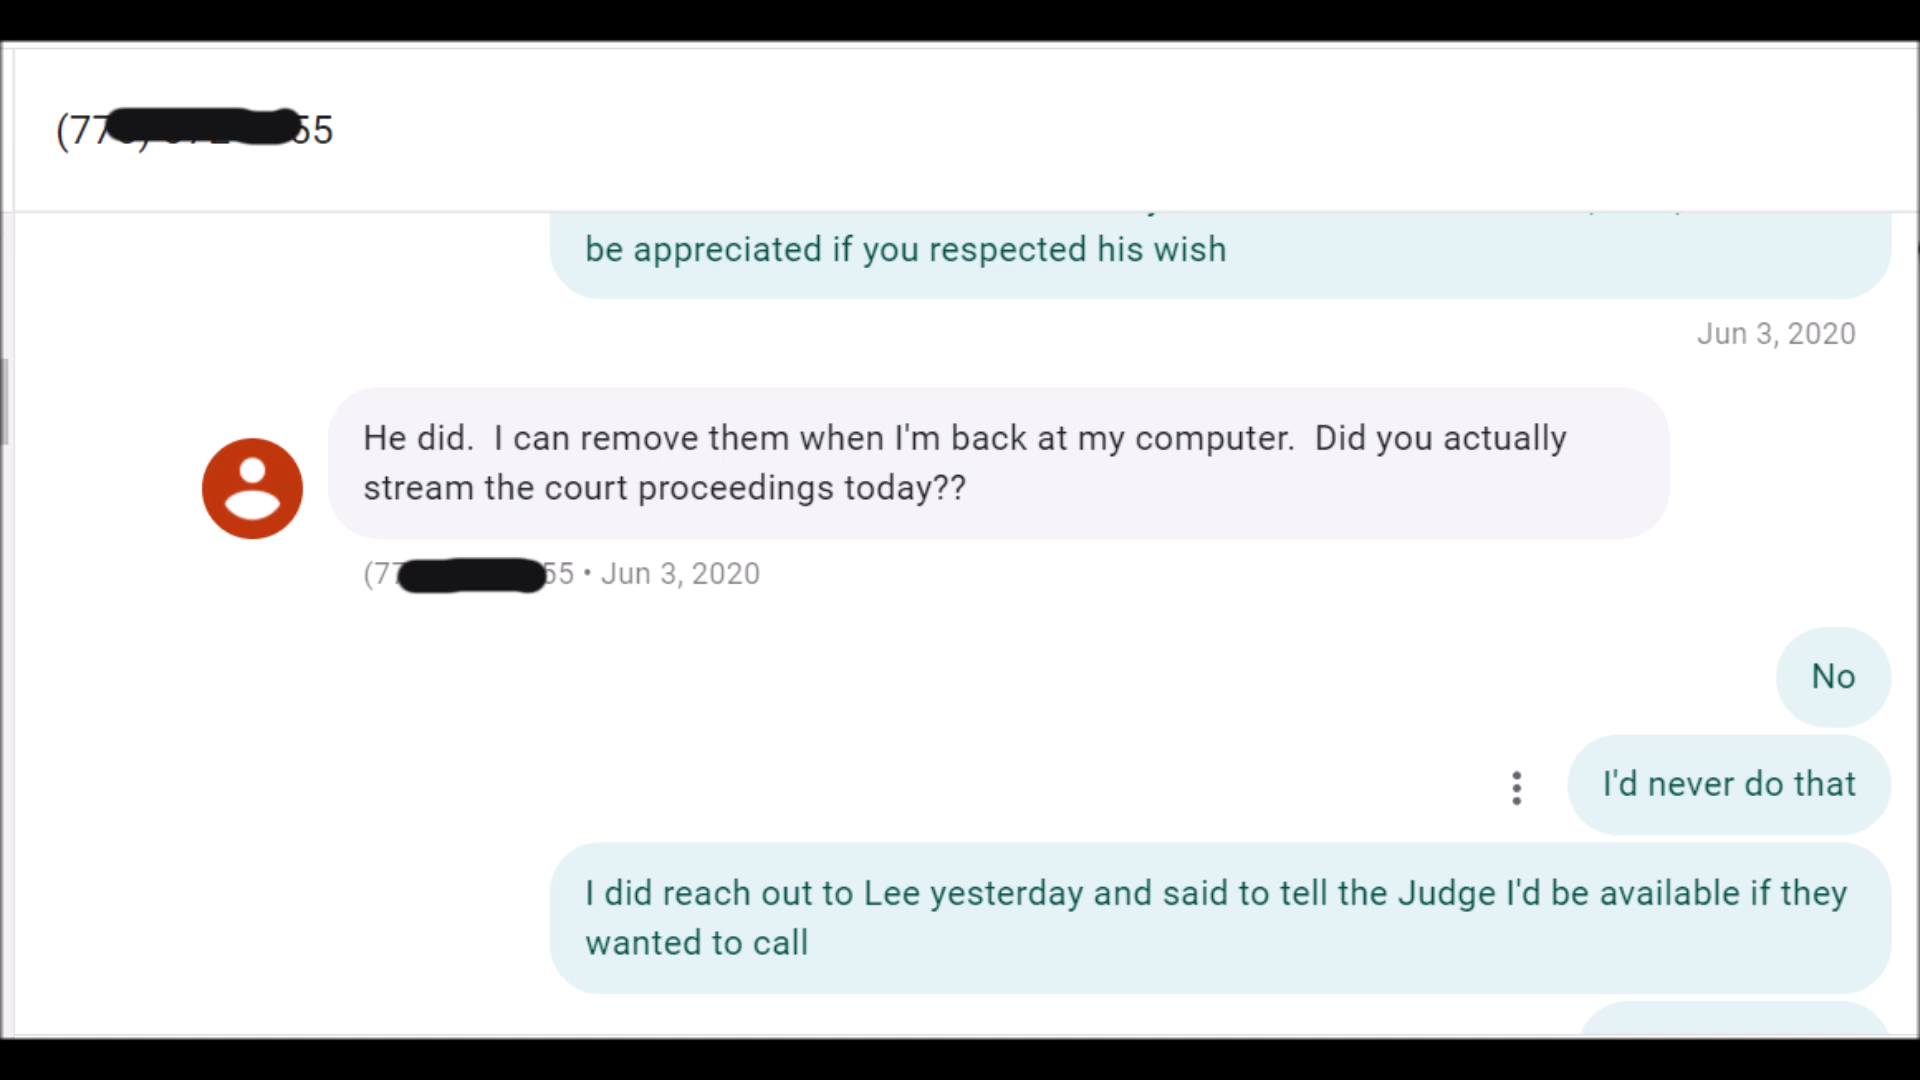 (77 55
be appreciated if you respected his wish
Jun 3, 2020
He did. I can remove them when I'm back at my computer. Did you actually
stream the court proceedings today??
(77 55 • Jun 3, 2020
No
I'd never do that
I did reach out to Lee yesterday and said to tell the Judge I'd be available if they
wanted to call